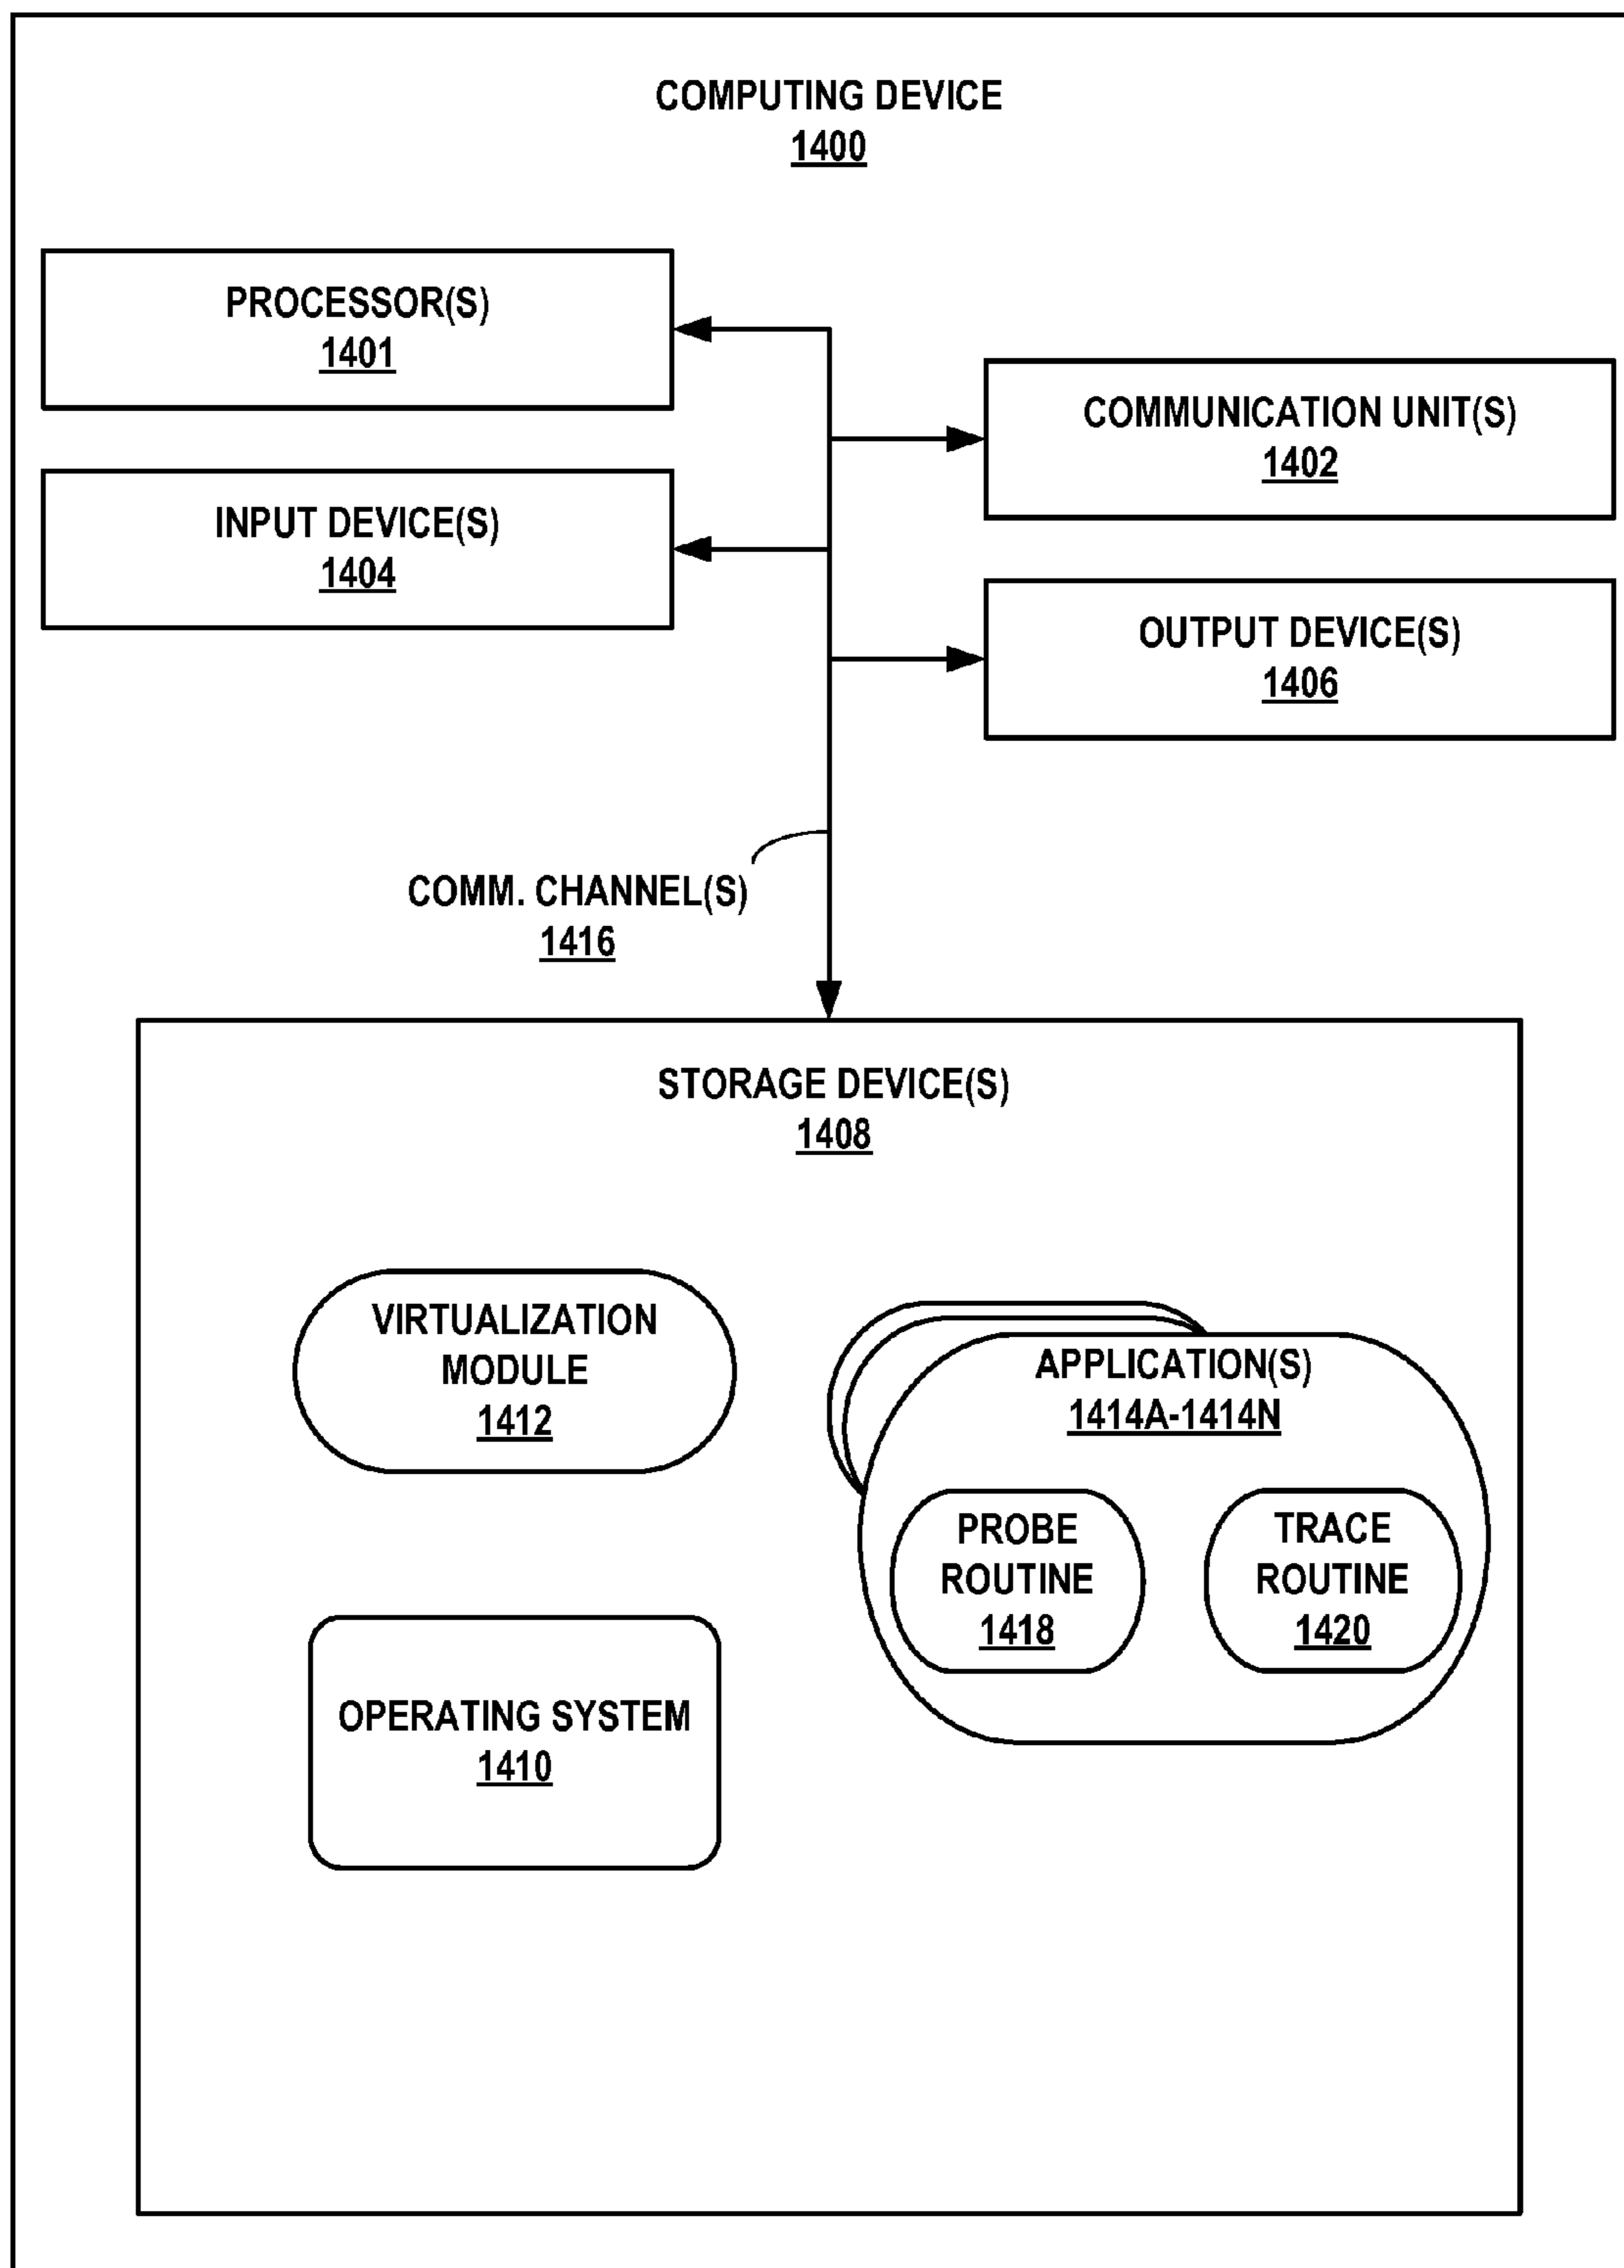 COMPUTING DEVICE
1400
PROCESSOR(S)
1401
COMMUNICATION UNIT(S)
1402
INPUT DEVICE(S)
1404
OUTPUT DEVICE(S)
1406
COMM. CHANNEL(S)
1416
STORAGE DEVICE(S)
1408
VIRTUALIZATION
MODULE
1412
APPLICATION(S)
1414A-1414N
PROBE
ROUTINE
1418
TRACE
ROUTINE
1420
OPERATING SYSTEM
1410